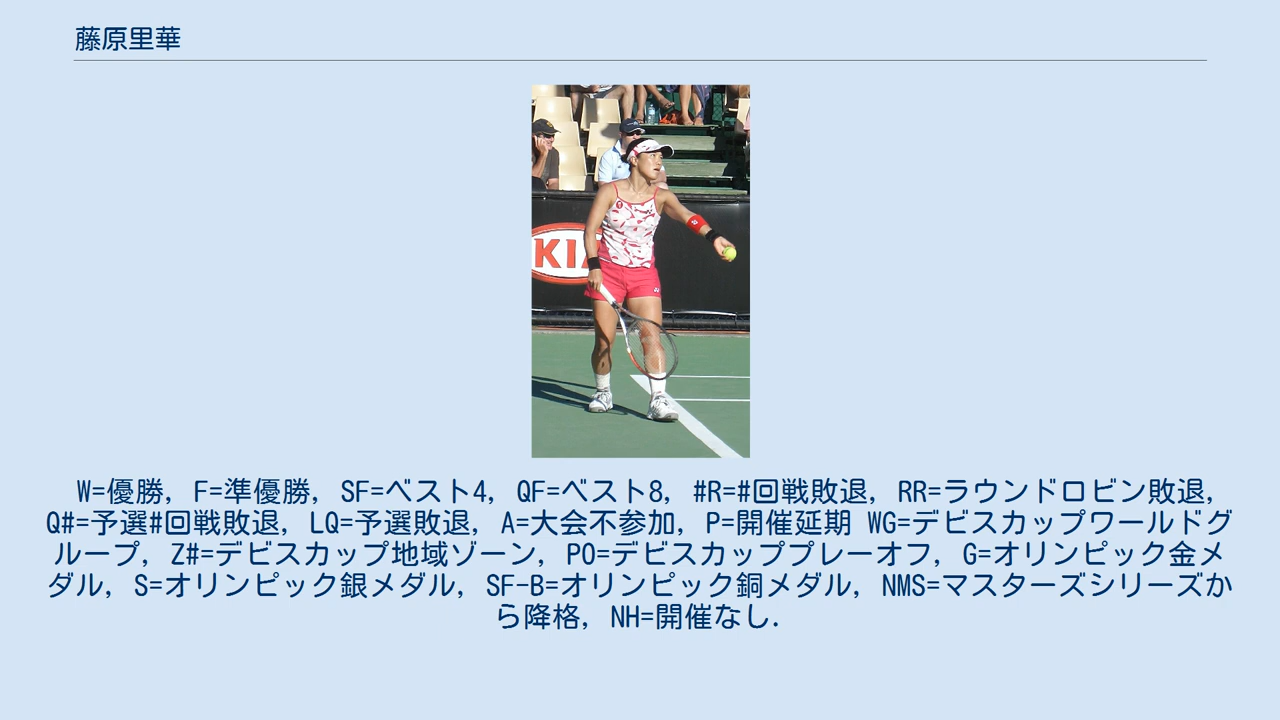 藤原里華
KIA
W=優勝, F=準優勝, SF=ベスト4, QF=ベスト8, #R=#回戦敗退, RR=ラウンドロビン敗退,
Q#=予選#回戦敗退, LQ=予選敗退, A=大会不参加, P=開催延期 WG=デビスカップワールドグ
ループ, Z#=デビスカップ地域ゾーン, PO=デビスカッププレーオフ, G=オリンピック金メ
ダル, S=オリンピック銀メダル, SF-B=オリンピック銅メダル, NMS=マスターズシリーズか
ら降格, NH=開催なし.